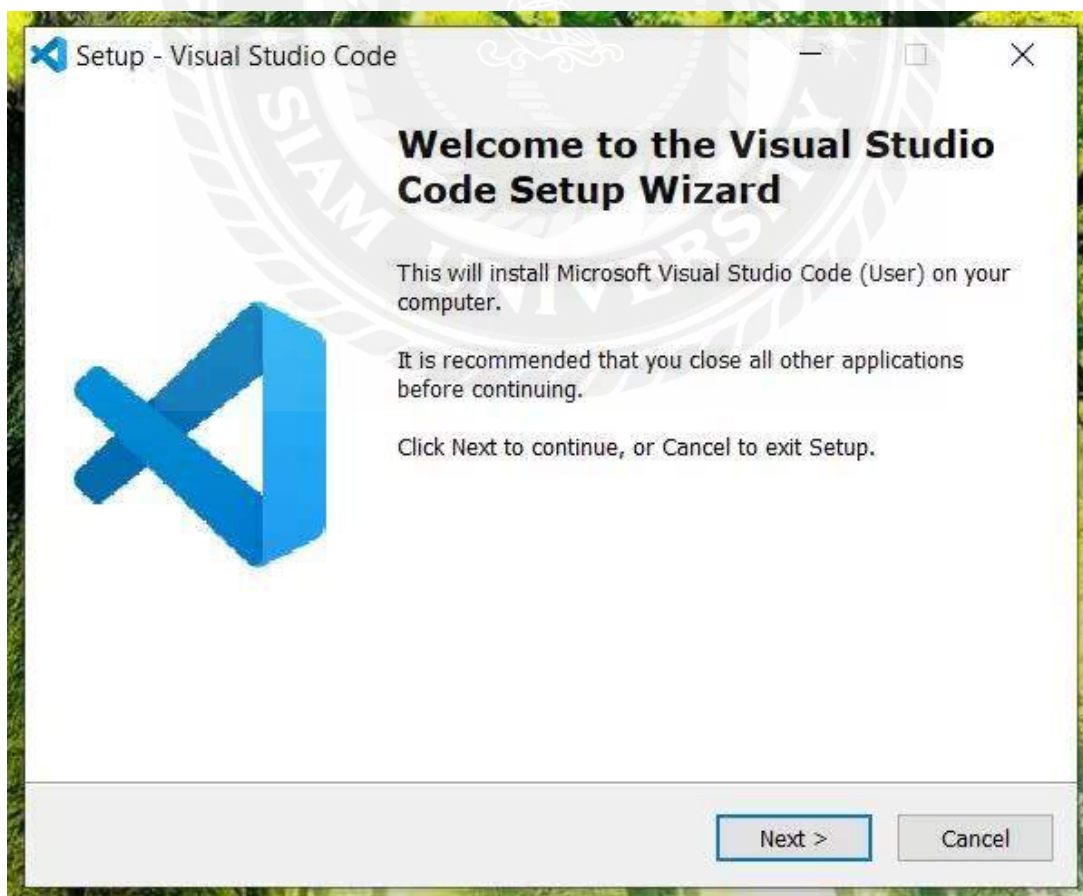 Setup - Visual Studio Code
Welcome to the Visual Studio
Code Setup Wizard
This will install Microsoft Visual Studio Code (User) on your
computer.
It is recommended that you close all other applications
before continuing.
Click Next to continue, or Cancel to exit Setup.
Next >
Cancel
SIAM UNIVERSITY